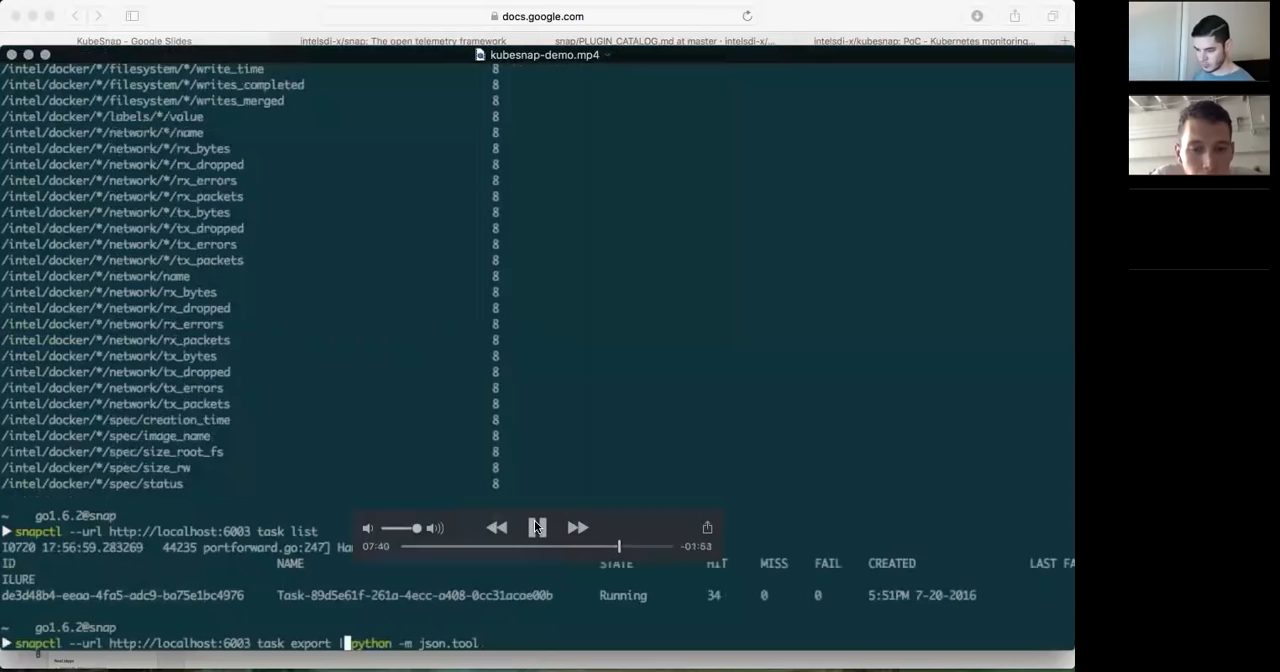 docs.google.com
KubeSnap - Google Slides
intelsdi-x/snap: The open telemetry framework
snap/PLUGIN_CATALOG.md at master · intelsdi-x/...
intelsdi-x/kubesnap: PoC - Kubernetes monitoring...
kubesnap-demo.mp4
/intel/docker/*/filesystem/*/write_time 8
/intel/docker/*/filesystem/*/writes_completed 8
/intel/docker/*/filesystem/*/writes_merged 8
/intel/docker/*/labels/*/value 8
/intel/docker/*/network/*/name 8
/intel/docker/*/network/*/rx_bytes 8
/intel/docker/*/network/*/rx_dropped 8
/intel/docker/*/network/*/rx_errors 8
/intel/docker/*/network/*/rx_packets 8
/intel/docker/*/network/*/tx_bytes 8
/intel/docker/*/network/*/tx_dropped 8
/intel/docker/*/network/*/tx_errors 8
/intel/docker/*/network/*/tx_packets 8
/intel/docker/*/network/name 8
/intel/docker/*/network/rx_bytes 8
/intel/docker/*/network/rx_dropped 8
/intel/docker/*/network/rx_errors 8
/intel/docker/*/network/rx_packets 8
/intel/docker/*/network/tx_bytes 8
/intel/docker/*/network/tx_dropped 8
/intel/docker/*/network/tx_errors 8
/intel/docker/*/network/tx_packets 8
/intel/docker/*/spec/creation_time 8
/intel/docker/*/spec/image_name 8
/intel/docker/*/spec/size_root_fs 8
/intel/docker/*/spec/size_rw 8
/intel/docker/*/spec/status 8
~ go1.6.2@snap
snapctl --url http://localhost:6003 task list
I0720 17:56:59.283269 44235 portforward.go:247] Ha
07:40 -01:53
ID NAME STATE HIT MISS FAIL CREATED LAST FA
ILURE
de3d48b4-eeaa-4fa5-adc9-ba75e1bc4976 Task-89d5e61f-261a-4ecc-a408-0cc31acae00b Running 34 0 0 5:51PM 7-20-2016
~ go1.6.2@snap
snapctl --url http://localhost:6003 task export | python -m json.tool